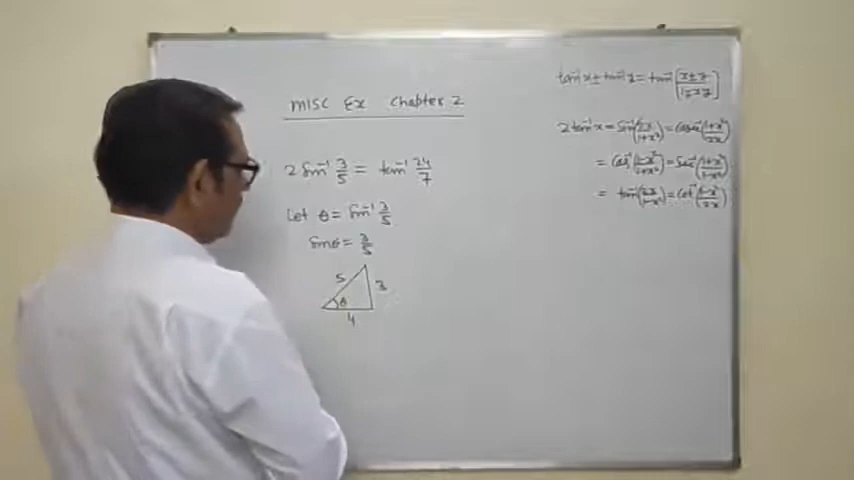 MISC Ex Chapter 2
2 Sin⁻¹ 3/5 = tan⁻¹ 24/7
Let θ = Sin⁻¹ 3/5
Sinθ = 3/5
5 3
θ
4
tan⁻¹x ± tan⁻¹y = tan⁻¹[(x±y)/(1∓xy)]
2 tan⁻¹x = Sin⁻¹(2x/(1+x²)) = Cosec⁻¹((1+x²)/2x)
= Cos⁻¹((1-x²)/(1+x²)) = Sec⁻¹((1+x²)/(1-x²))
= tan⁻¹(2x/(1-x²)) = Cot⁻¹((1-x²)/2x)